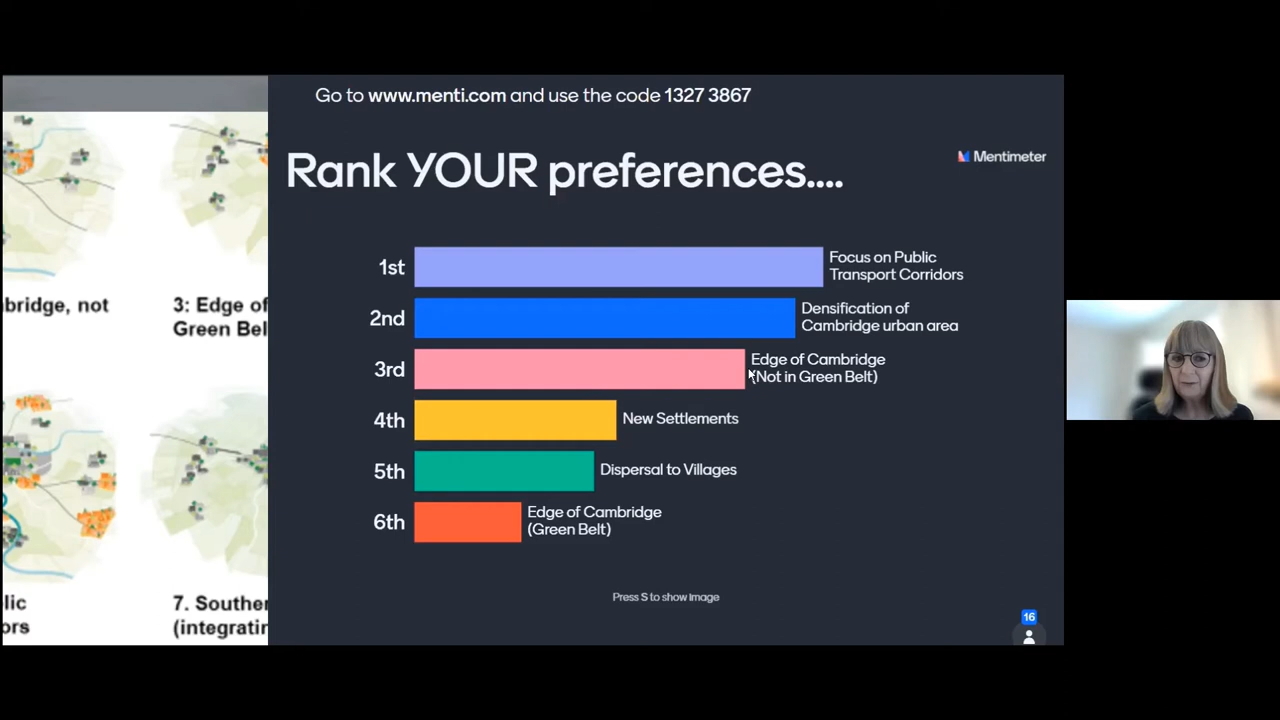 Go to www.menti.com and use the code 1327 3867
Rank YOUR preferences....
Mentimeter
1st
Focus on Public
Transport Corridors
2nd
Densification of
Cambridge urban area
3rd
Edge of Cambridge
(Not in Green Belt)
4th
New Settlements
5th
Dispersal to Villages
6th
Edge of Cambridge
(Green Belt)
Press S to show image
16
bridge, not
3: Edge of
Green Bel
lic
ors
7. Souther
(integratin